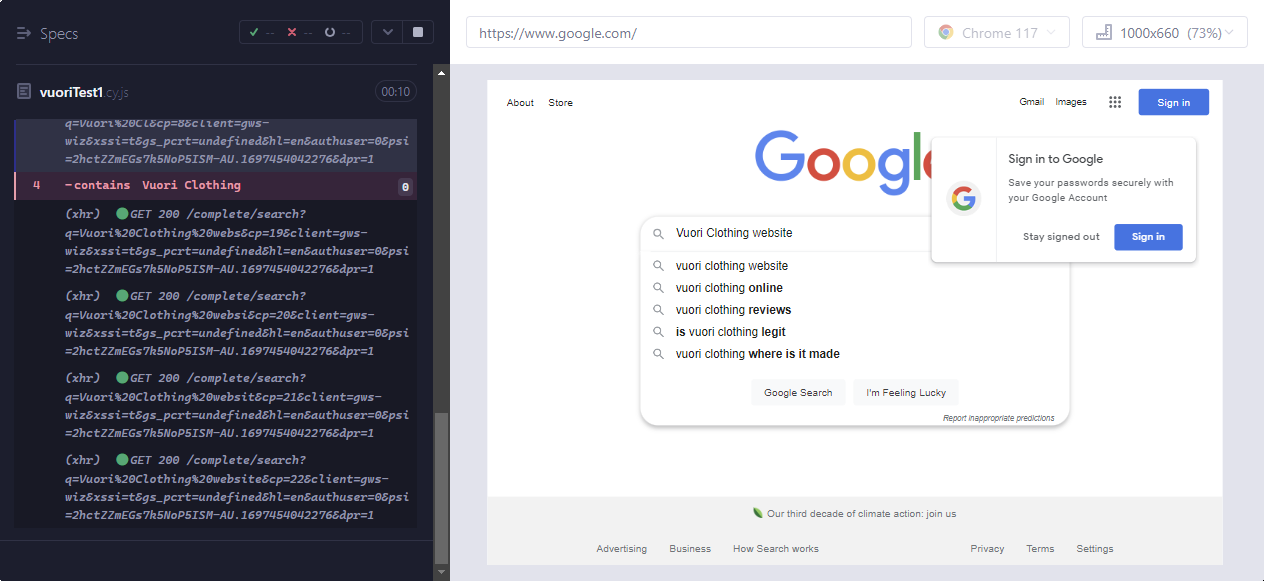 Specs
-- -- --
vuoriTest1.cy.js
00:10
q=Vuori%20Cl&cp=8&client=gws-
wiz&xssi=t&gs_pcrt=undefined&hl=en&authuser=0&psi
=2hctZZmEGs7k5NoP5ISM-AU.1697454042276&dpr=1
4 -contains Vuori Clothing 0
(xhr) GET 200 /complete/search?
q=Vuori%20Clothing%20webs&cp=19&client=gws-
wiz&xssi=t&gs_pcrt=undefined&hl=en&authuser=0&psi
=2hctZZmEGs7k5NoP5ISM-AU.1697454042276&dpr=1
(xhr) GET 200 /complete/search?
q=Vuori%20Clothing%20websi&cp=20&client=gws-
wiz&xssi=t&gs_pcrt=undefined&hl=en&authuser=0&psi
=2hctZZmEGs7k5NoP5ISM-AU.1697454042276&dpr=1
(xhr) GET 200 /complete/search?
q=Vuori%20Clothing%20websit&cp=21&client=gws-
wiz&xssi=t&gs_pcrt=undefined&hl=en&authuser=0&psi
=2hctZZmEGs7k5NoP5ISM-AU.1697454042276&dpr=1
(xhr) GET 200 /complete/search?
q=Vuori%20Clothing%20website&cp=22&client=gws-
wiz&xssi=t&gs_pcrt=undefined&hl=en&authuser=0&psi
=2hctZZmEGs7k5NoP5ISM-AU.1697454042276&dpr=1
https://www.google.com/
Chrome 117
1000x660 (73%)
About Store
Gmail Images
Sign in
Google
Sign in to Google
Save your passwords securely with
your Google Account
Stay signed out Sign in
Vuori Clothing website
vuori clothing website
vuori clothing online
vuori clothing reviews
is vuori clothing legit
vuori clothing where is it made
Google Search I'm Feeling Lucky
Report inappropriate predictions
Our third decade of climate action: join us
Advertising Business How Search works
Privacy Terms Settings